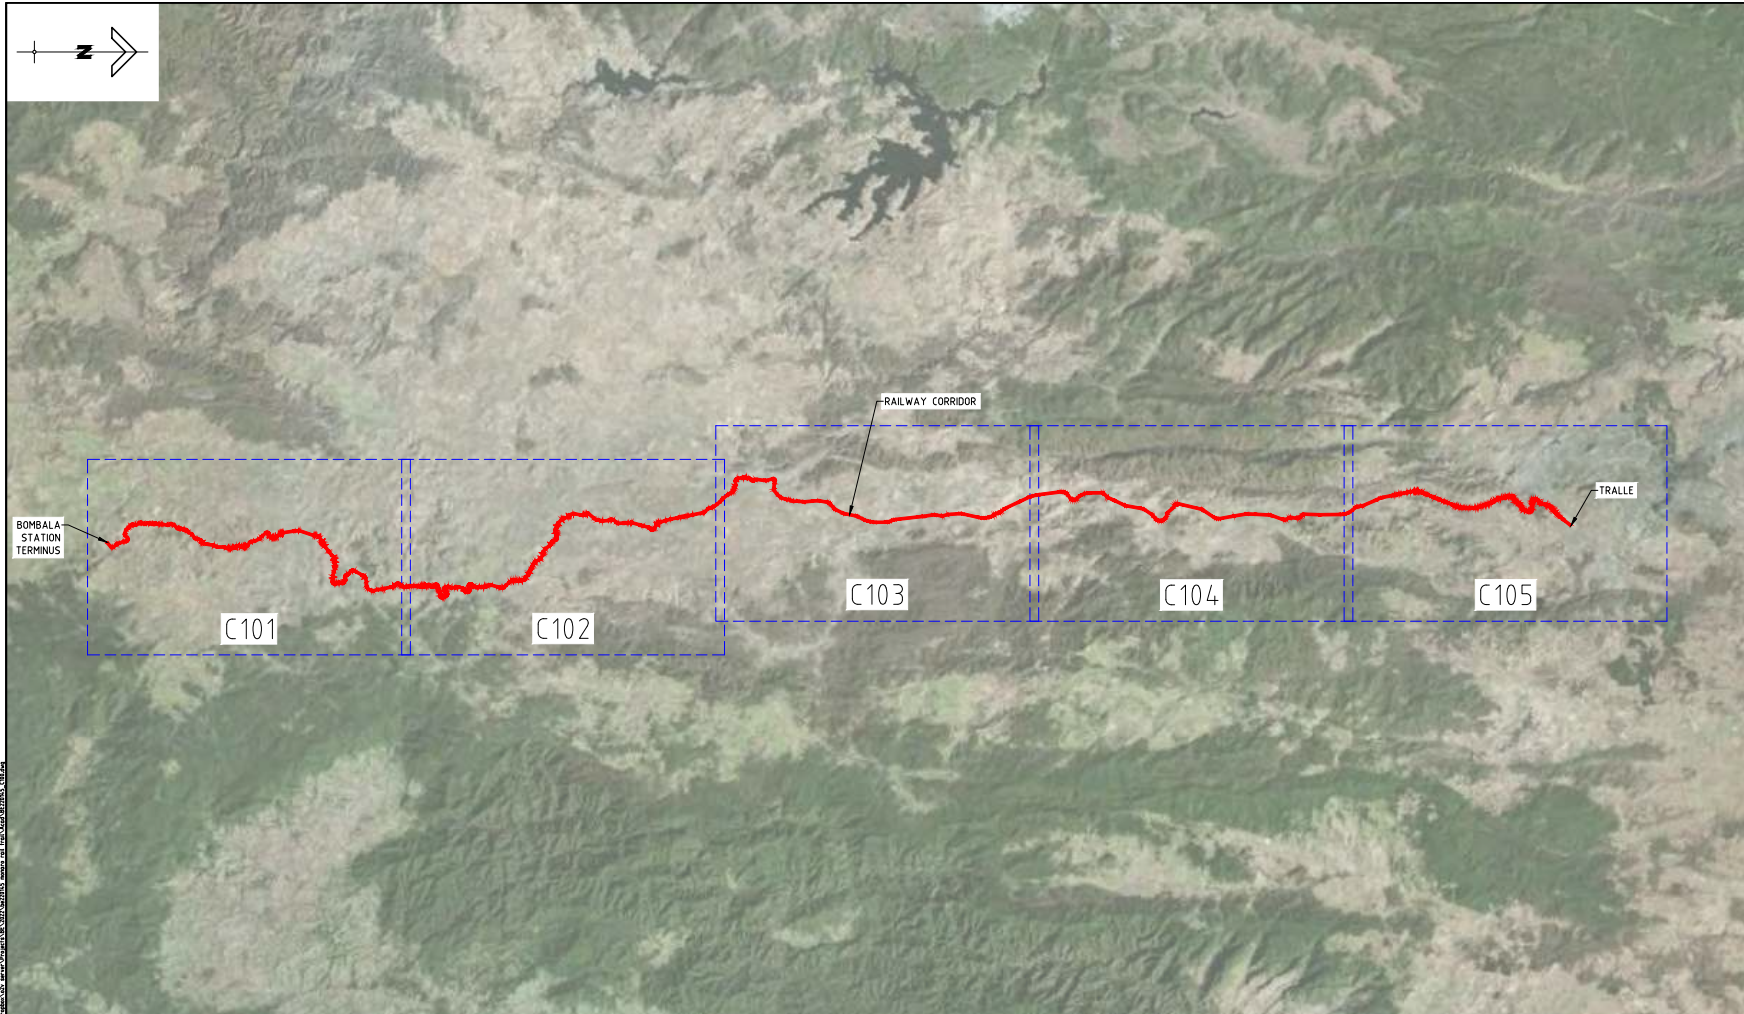 N
RAILWAY CORRIDOR
TRALLE
BOMBALA
STATION
TERMINUS
C101
C102
C103
C104
C105